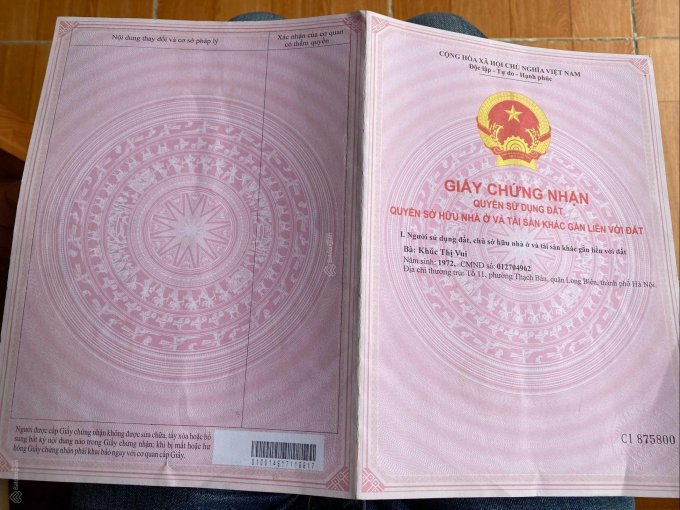 Nội dung thay đổi và cơ sở pháp lý
Xác nhận của cơ quan
có thẩm quyền
Người được cấp Giấy chứng nhận không được sửa chữa, tẩy xóa hoặc bổ
sung bất kỳ nội dung nào trong Giấy chứng nhận; khi bị mất hoặc hư
hỏng Giấy chứng nhận phải khai báo ngay với cơ quan cấp Giấy.
CỘNG HÒA XÃ HỘI CHỦ NGHĨA VIỆT NAM
Độc lập - Tự do - Hạnh phúc
GIẤY CHỨNG NHẬN
QUYỀN SỬ DỤNG ĐẤT
QUYỀN SỞ HỮU NHÀ Ở VÀ TÀI SẢN KHÁC GẮN LIỀN VỚI ĐẤT
I. Người sử dụng đất, chủ sở hữu nhà ở và tài sản khác gắn liền với đất
Bà: Khúc Thị Vui
Năm sinh: 1972, CMND số: 012704962
Địa chỉ thường trú: Tổ 11, phường Thạch Bàn, quận Long Biên, thành phố Hà Nội.
CI 875800